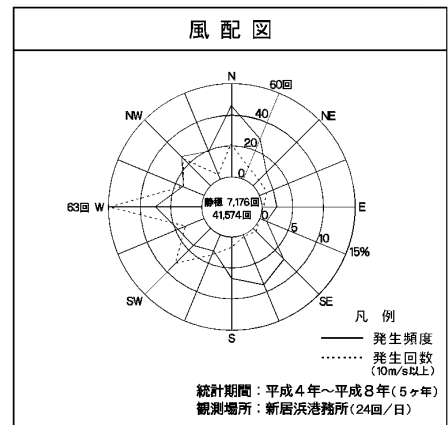 風配図
N
60回
NW
NE
40
20
0
63回 W
静穏 7,176回
41,574回
0
E
5
10
15%
SW
SE
S
凡 例
発生頻度
発生回数
(10m/s以上)
統計期間：平成4年〜平成8年(5ヶ年)
観測場所：新居浜港務所(24回/日)